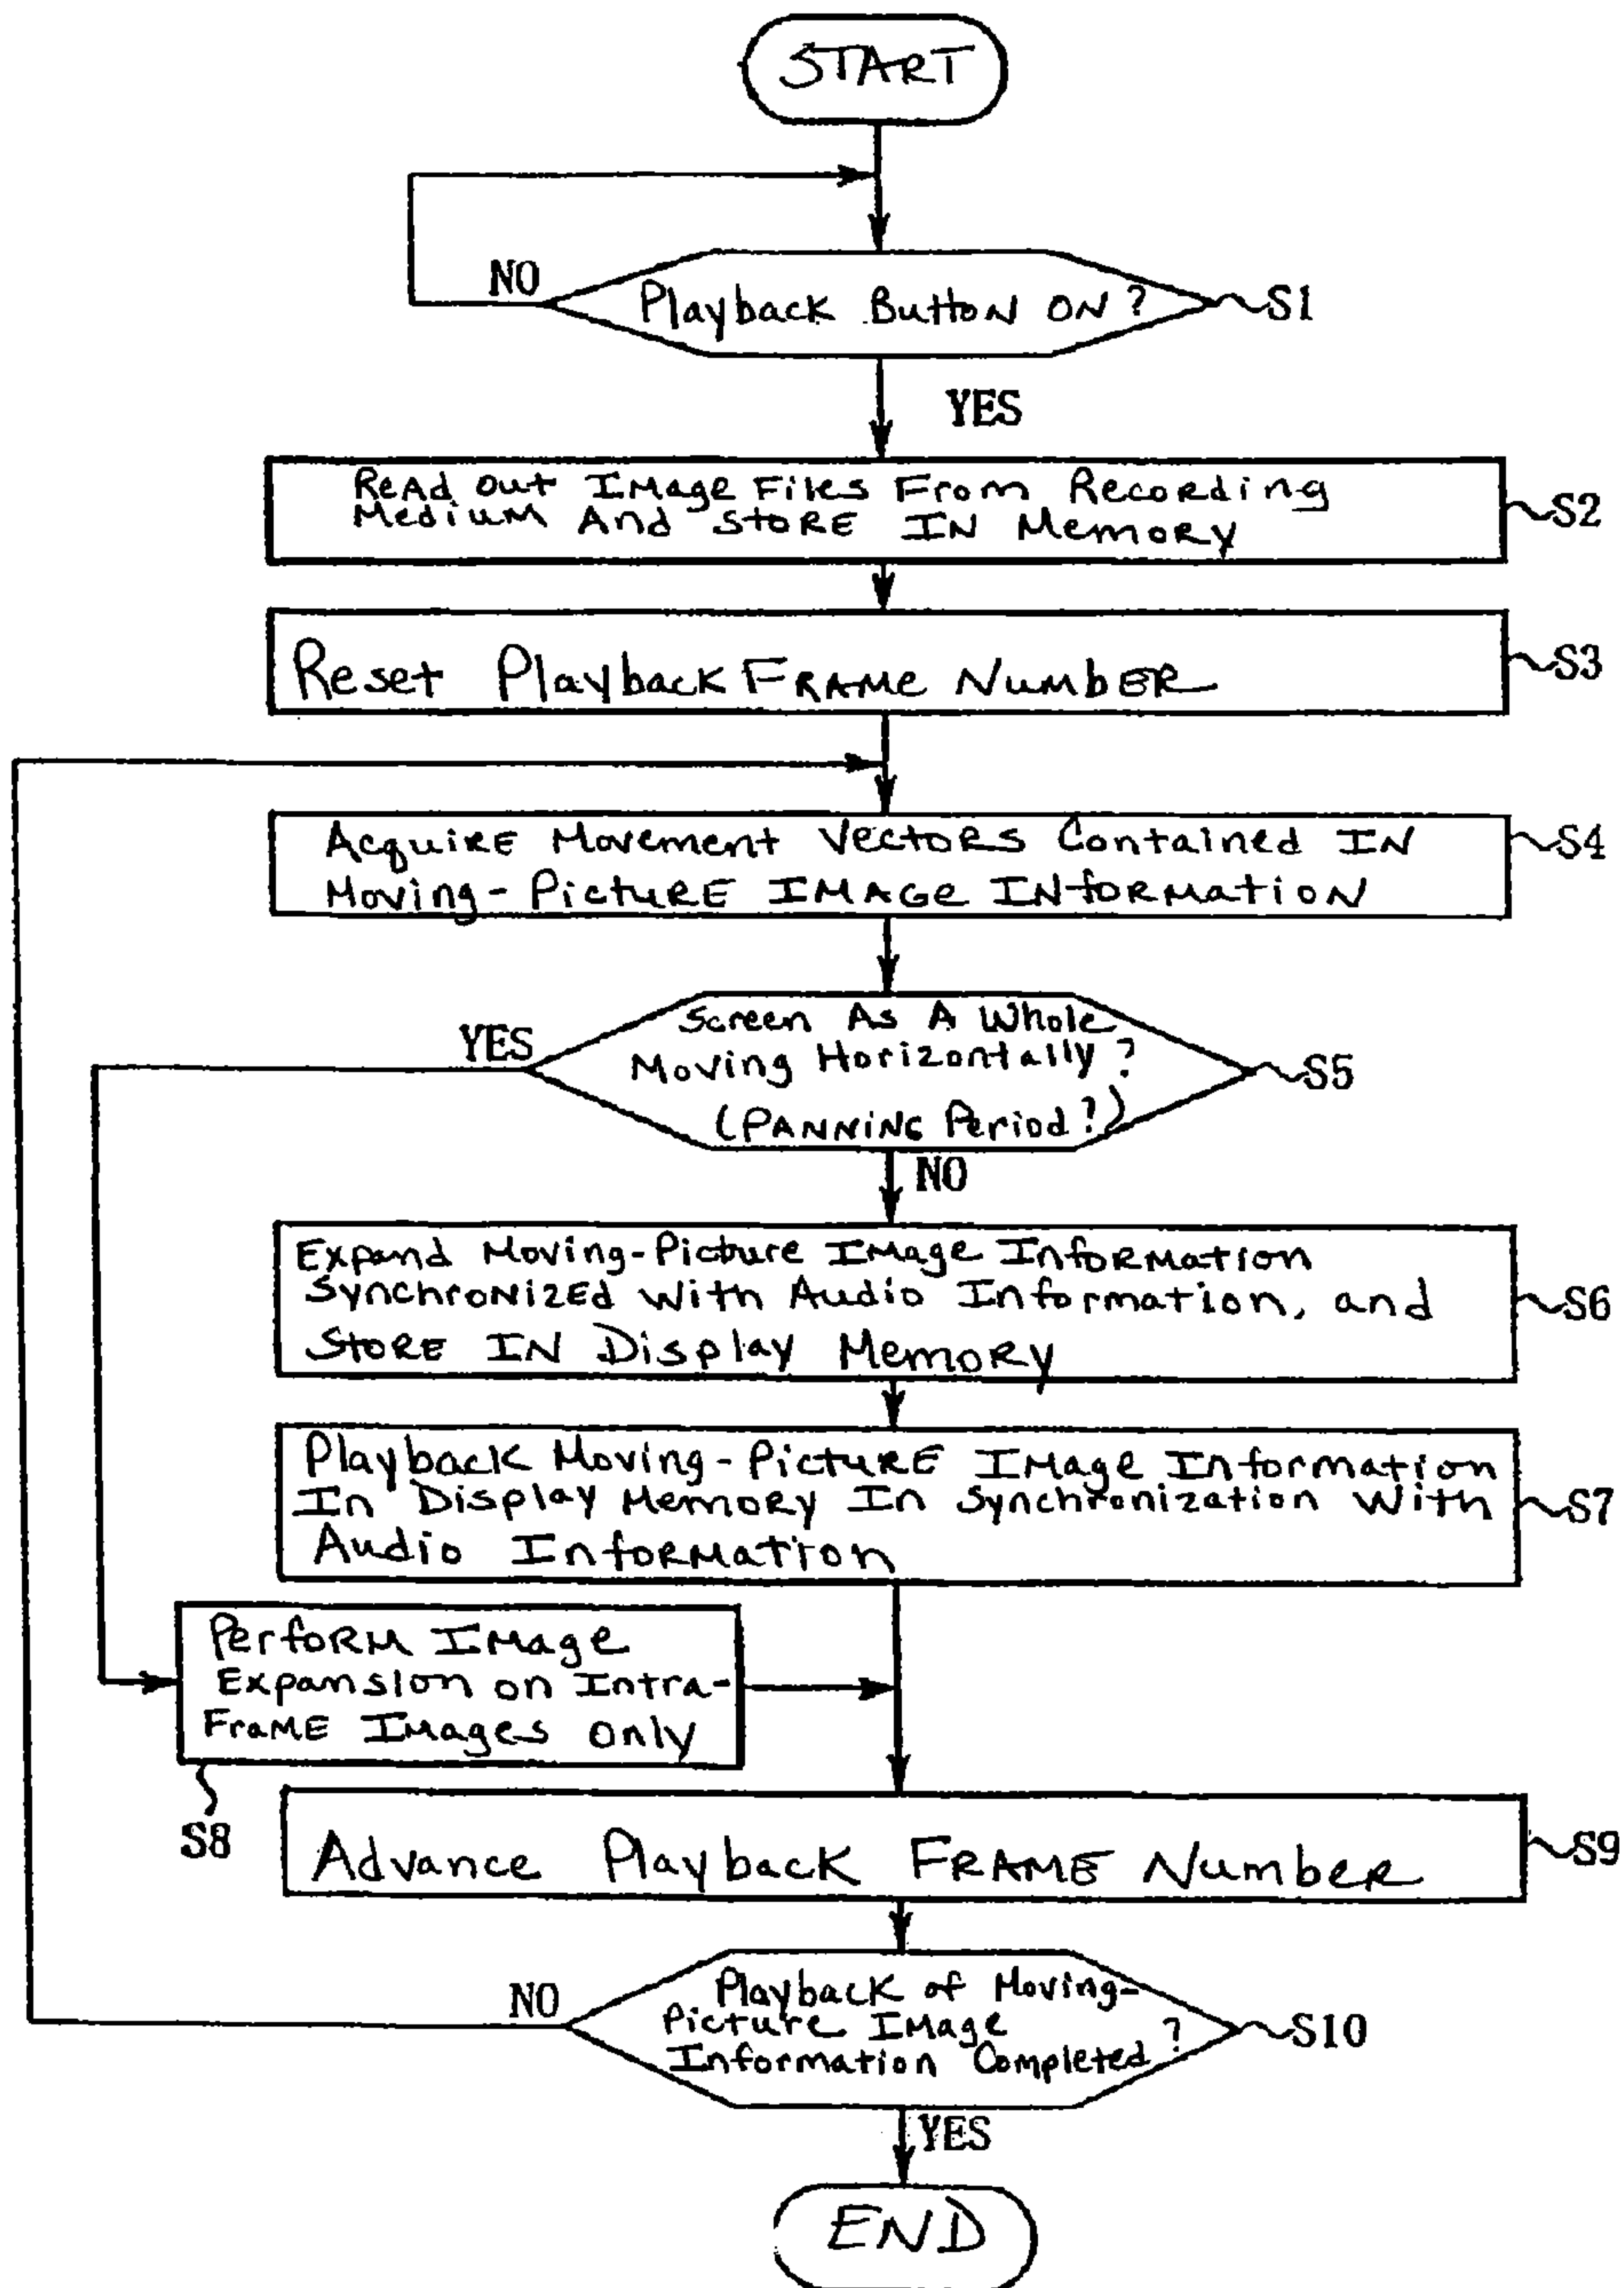 START
NO
Playback Button ON?
S1
YES
Read Out Image Files From Recording
Medium And Store In Memory
S2
Reset Playback Frame Number
S3
Acquire Movement Vectors Contained In
Moving-Picture Image Information
S4
Screen As A Whole
YES
Moving Horizontally?
S5
(Panning Period?)
NO
Expand Moving-Picture Image Information
Synchronized With Audio Information, and
Store In Display Memory
S6
Playback Moving-Picture Image Information
In Display Memory In Synchronization With
Audio Information
S7
Perform Image
Expansion on Intra-
Frame Images Only
S8
Advance Playback Frame Number
S9
NO
Playback of Moving-
Picture Image
Information Completed?
S10
YES
END